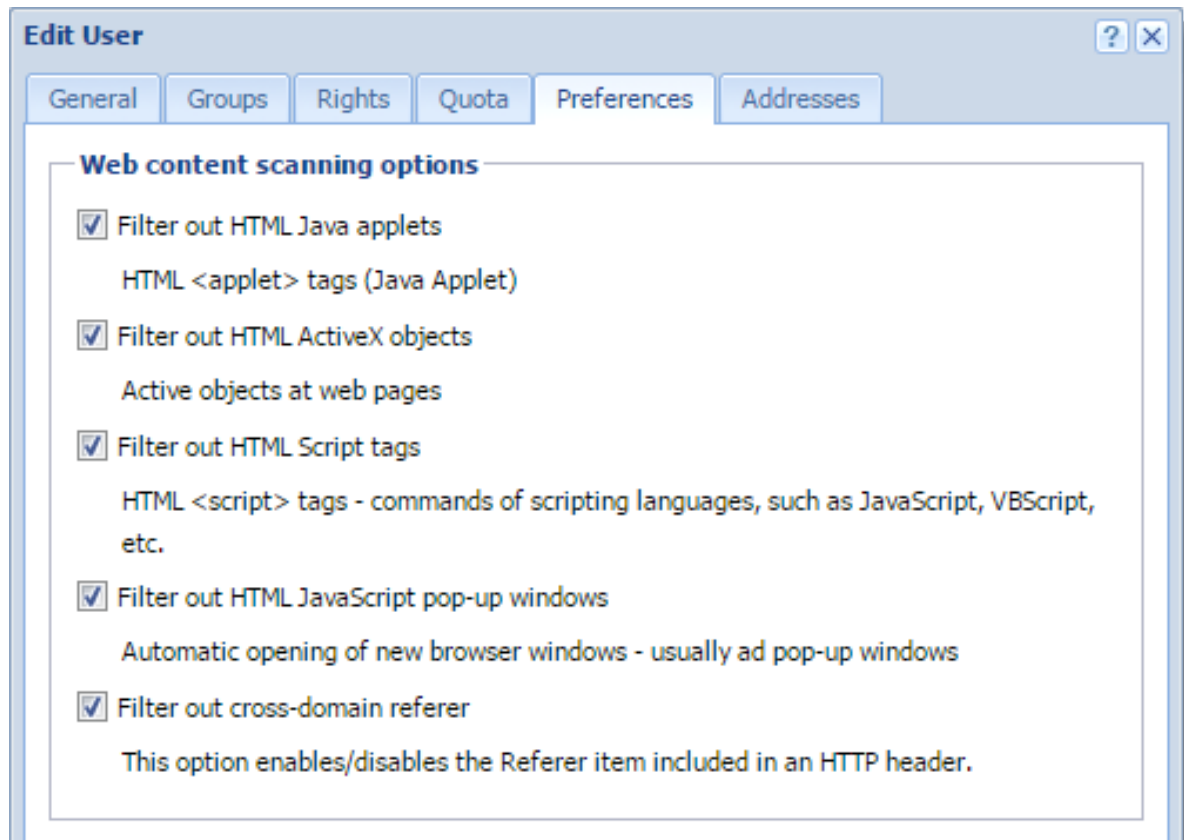 Edit User
?
General Groups Rights Quota Preferences Addresses
Web content scanning options
Filter out HTML Java applets
HTML <applet> tags (Java Applet)
Filter out HTML ActiveX objects
Active objects at web pages
Filter out HTML Script tags
HTML <script> tags - commands of scripting languages, such as JavaScript, VBScript,
etc.
Filter out HTML JavaScript pop-up windows
Automatic opening of new browser windows - usually ad pop-up windows
Filter out cross-domain referer
This option enables/disables the Referer item included in an HTTP header.